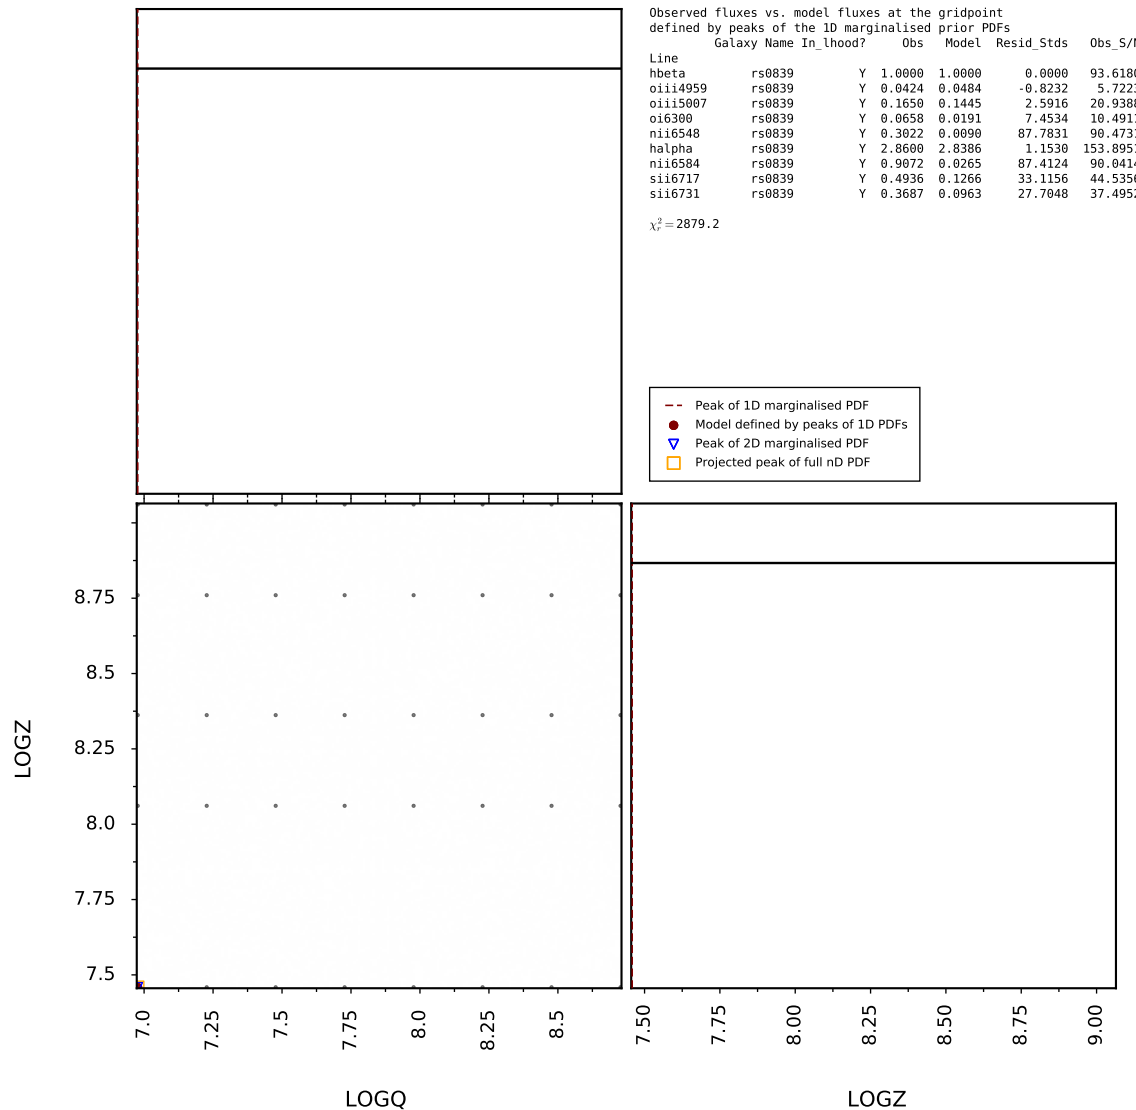 Observed fluxes vs. model fluxes at the gridpoint
defined by peaks of the 1D marginalised prior PDFs
Galaxy Name In_lhood? Obs Model Resid_Stds Obs_S/N
Line
hbeta rs0839 Y 1.0000 1.0000 0.0000 93.6180
oiii4959 rs0839 Y 0.0424 0.0484 -0.8232 5.7223
oiii5007 rs0839 Y 0.1650 0.1445 2.5916 20.9388
oi6300 rs0839 Y 0.0658 0.0191 7.4534 10.4911
nii6548 rs0839 Y 0.3022 0.0090 87.7831 90.4731
halpha rs0839 Y 2.8600 2.8386 1.1530 153.8951
nii6584 rs0839 Y 0.9072 0.0265 87.4124 90.0414
sii6717 rs0839 Y 0.4936 0.1266 33.1156 44.5356
sii6731 rs0839 Y 0.3687 0.0963 27.7048 37.4952
χ²ᵣ = 2879.2
Peak of 1D marginalised PDF
Model defined by peaks of 1D PDFs
Peak of 2D marginalised PDF
Projected peak of full nD PDF
8.75
8.5
8.25
8.0
7.75
7.5
LOGZ
7.0 7.25 7.5 7.75 8.0 8.25 8.5
LOGQ
7.50 7.75 8.00 8.25 8.50 8.75 9.00
LOGZ